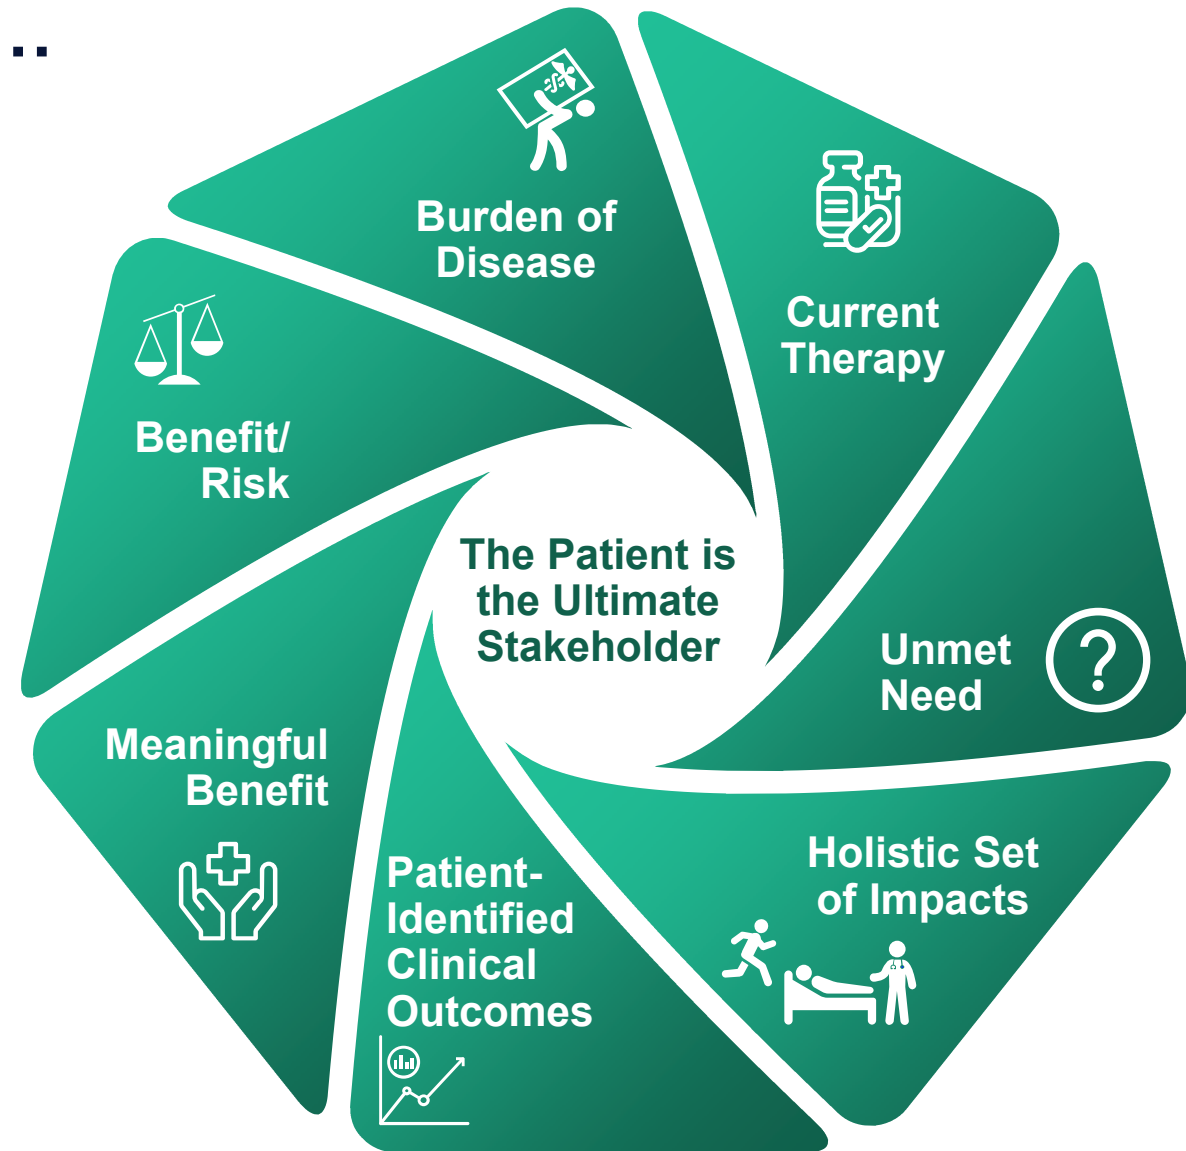 Burden of
Disease
Current
Therapy
Unmet
Need
Holistic Set
of Impacts
Patient-
Identified
Clinical
Outcomes
Meaningful
Benefit
Benefit/
Risk
The Patient is
the Ultimate
Stakeholder
?
..